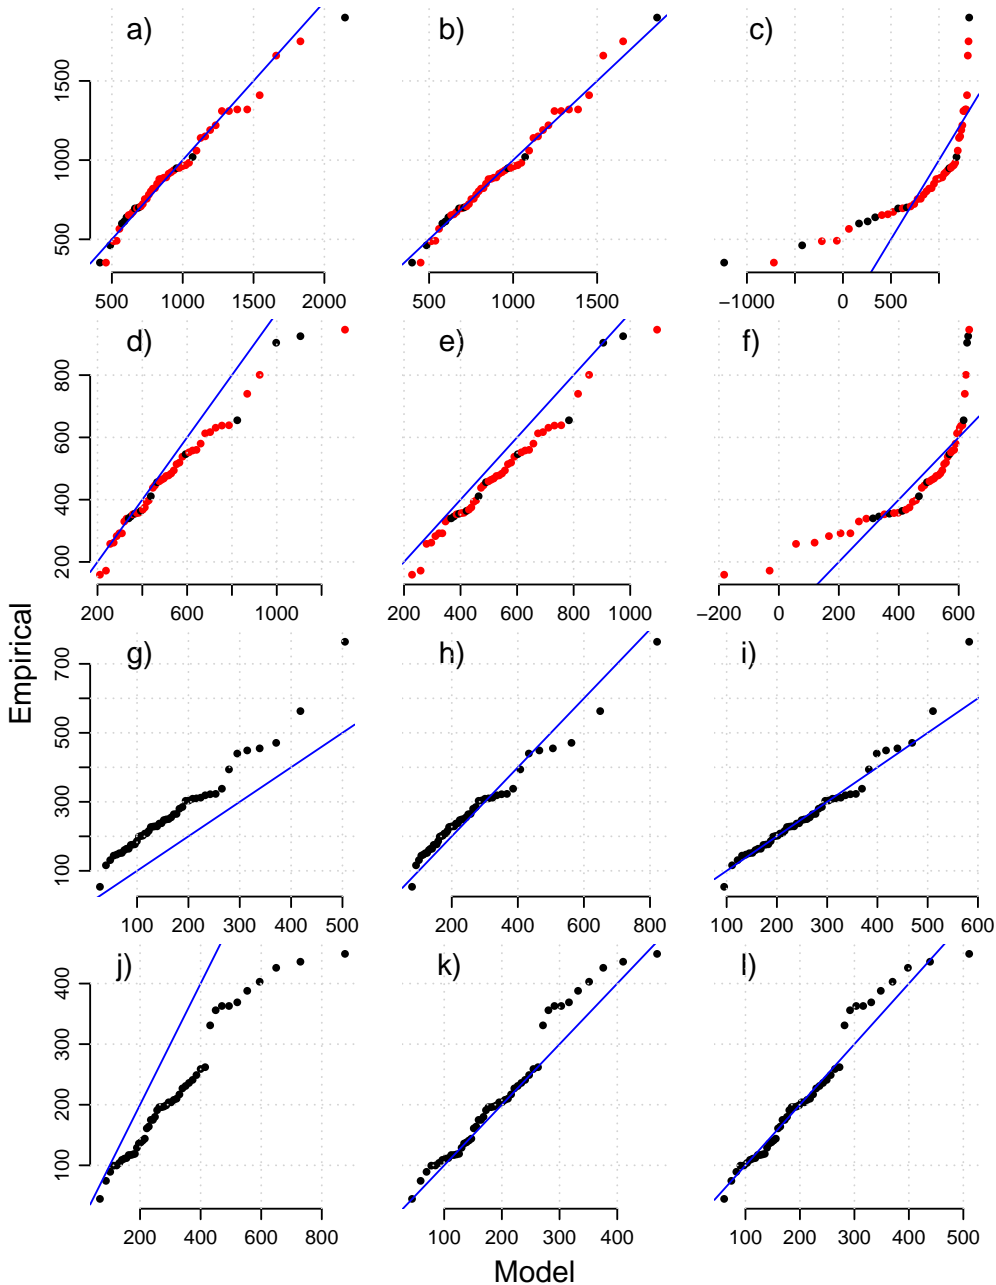 a) b) c)
500 1000 1500
500 1000 1500 2000
500 1000 1500
−1000 0 500
d) e) f)
200 400 600 800
200 400 600 1000
200 400 600 1000
−200 0 200 400 600
g) h) i)
100 300 500 700
100 200 300 400 500
200 400 600 800
100 200 300 400 500 600
j) k) l)
100 200 300 400
200 400 600 800
100 200 300 400
100 200 300 400 500
Empirical
Model